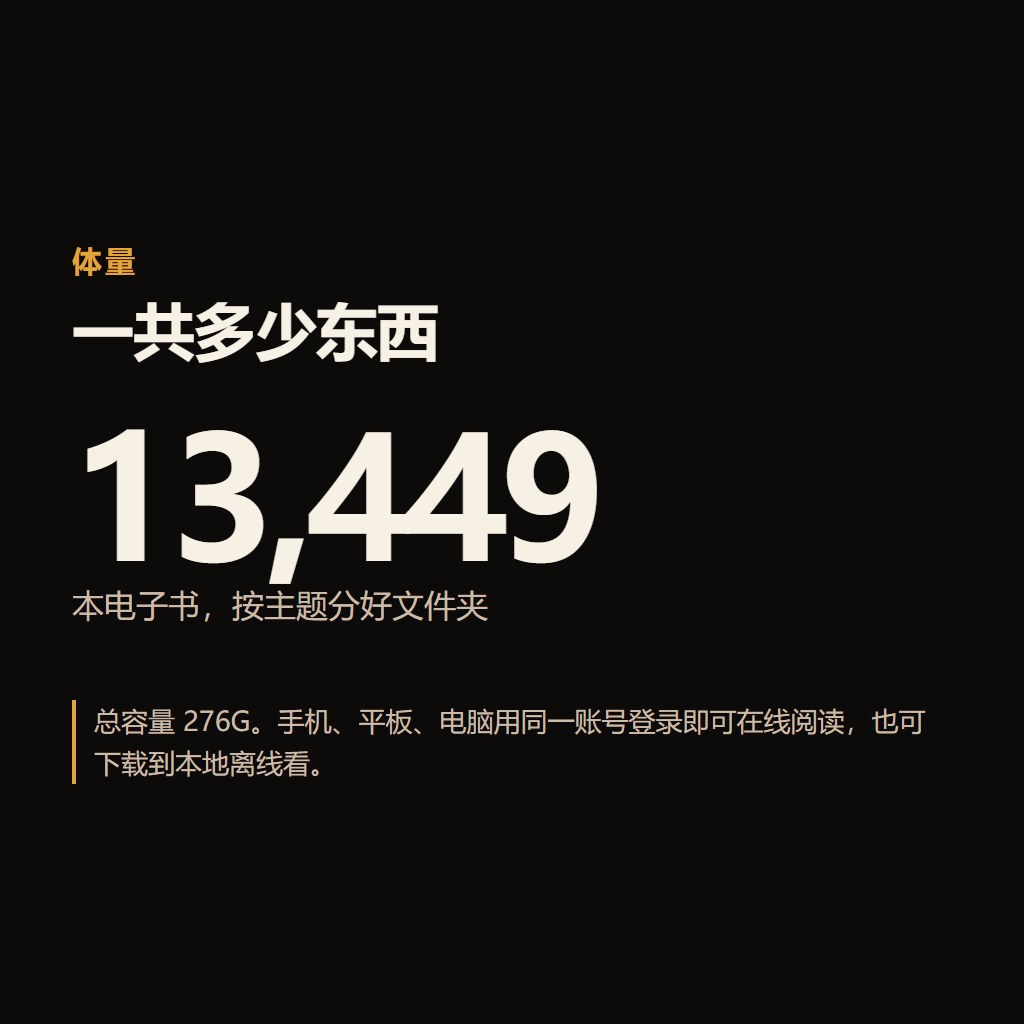 体量
一共多少东西
13,449
本电子书，按主题分好文件夹
总容量 276G。手机、平板、电脑用同一账号登录即可在线阅读，也可
下载到本地离线看。